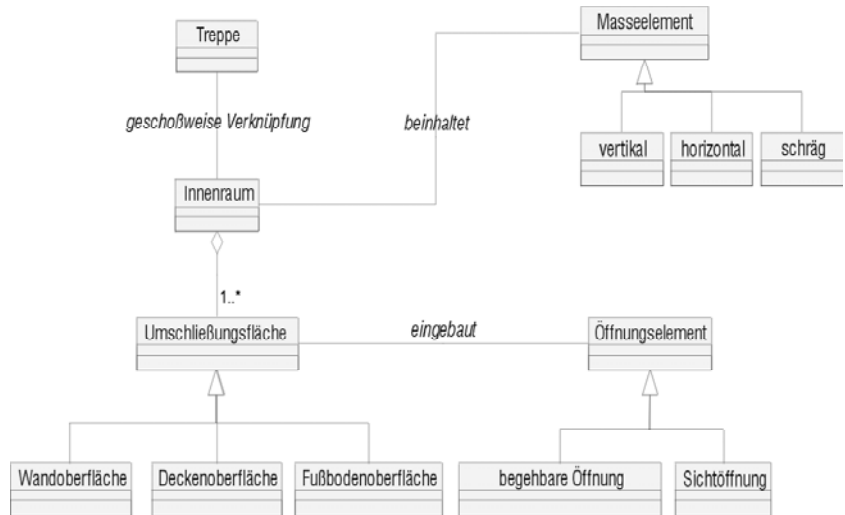 Treppe
Masseelement
geschoßweise Verknüpfung
beinhaltet
vertikal
horizontal
schräg
Innenraum
1..*
Umschließungsfläche
eingebaut
Öffnungselement
Wandoberfläche
Deckenoberfläche
Fußbodenoberfläche
begehbare Öffnung
Sichtöffnung